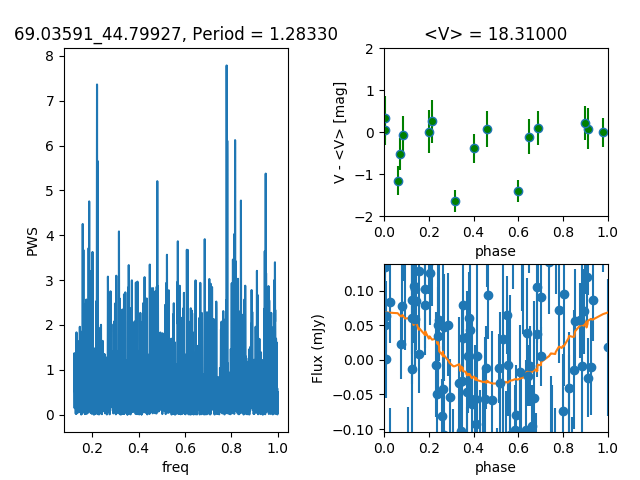 69.03591_44.79927, Period = 1.28330
8
7
6
5
4
3
2
1
0
PWS
0.2 0.4 0.6 0.8 1.0
freq
<V> = 18.31000
2
1
0
−1
−2
V - <V> [mag]
0.0 0.2 0.4 0.6 0.8 1.0
phase
0.10
0.05
0.00
−0.05
−0.10
Flux (mJy)
0.0 0.2 0.4 0.6 0.8 1.0
phase